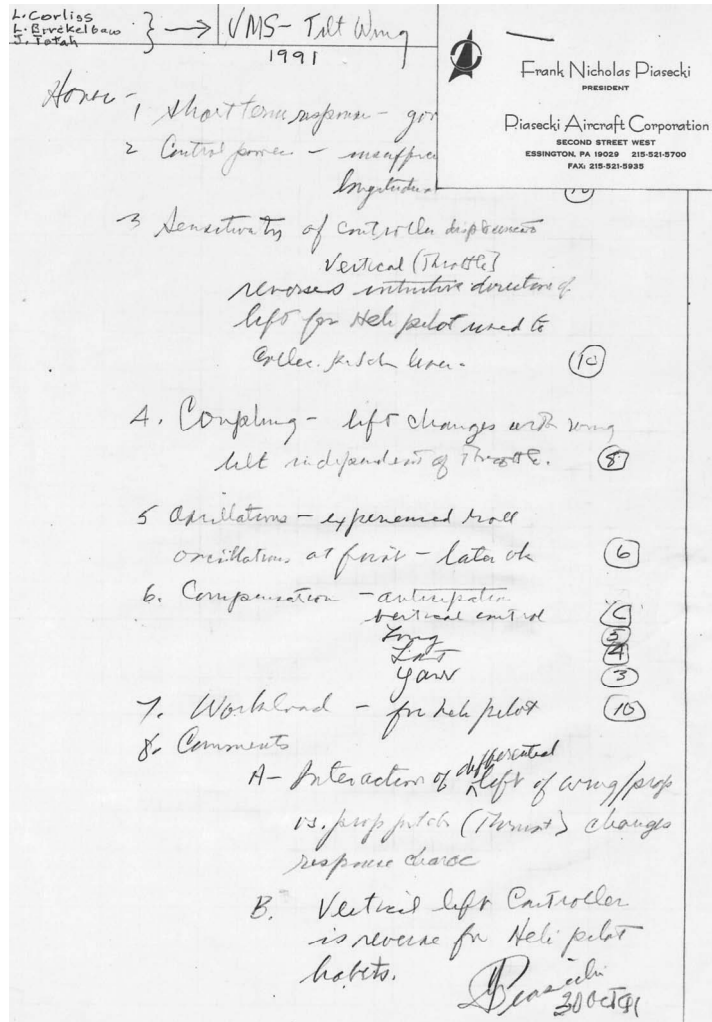 L. Corliss
L. Birckelbaw
J. Totah
VMS - Tilt Wing
1991
Frank Nicholas Piasecki
PRESIDENT
Piasecki Aircraft Corporation
SECOND STREET WEST
ESSINGTON, PA 19029 215-521-5700
FAX: 215-521-5935
Hover -
1 Short term response -
2 Control power -
longitudinal
3 Sensitivity of controller displacements
Vertical (Throttle)
reverses intuitive direction of
lift for Heli pilot used to
Collec. pitch lever. 10
4. Coupling - lift changes with wing
tilt independent of Throttle. 8
5 Oscillations - experienced roll
oscillations at first - later ok 6
6. Compensation - anticipation
vertical control
Long 5
Lat 4
Yaw 3
7. Workload - for heli pilot 10
8. Comments
A - Interaction of differential lift of wing/prop
vs. prop pitch (Thrust) changes
response charac
B. Vertical lift Controller
is reverse for Heli pilot
habits.
Piasecki
30 Oct 91